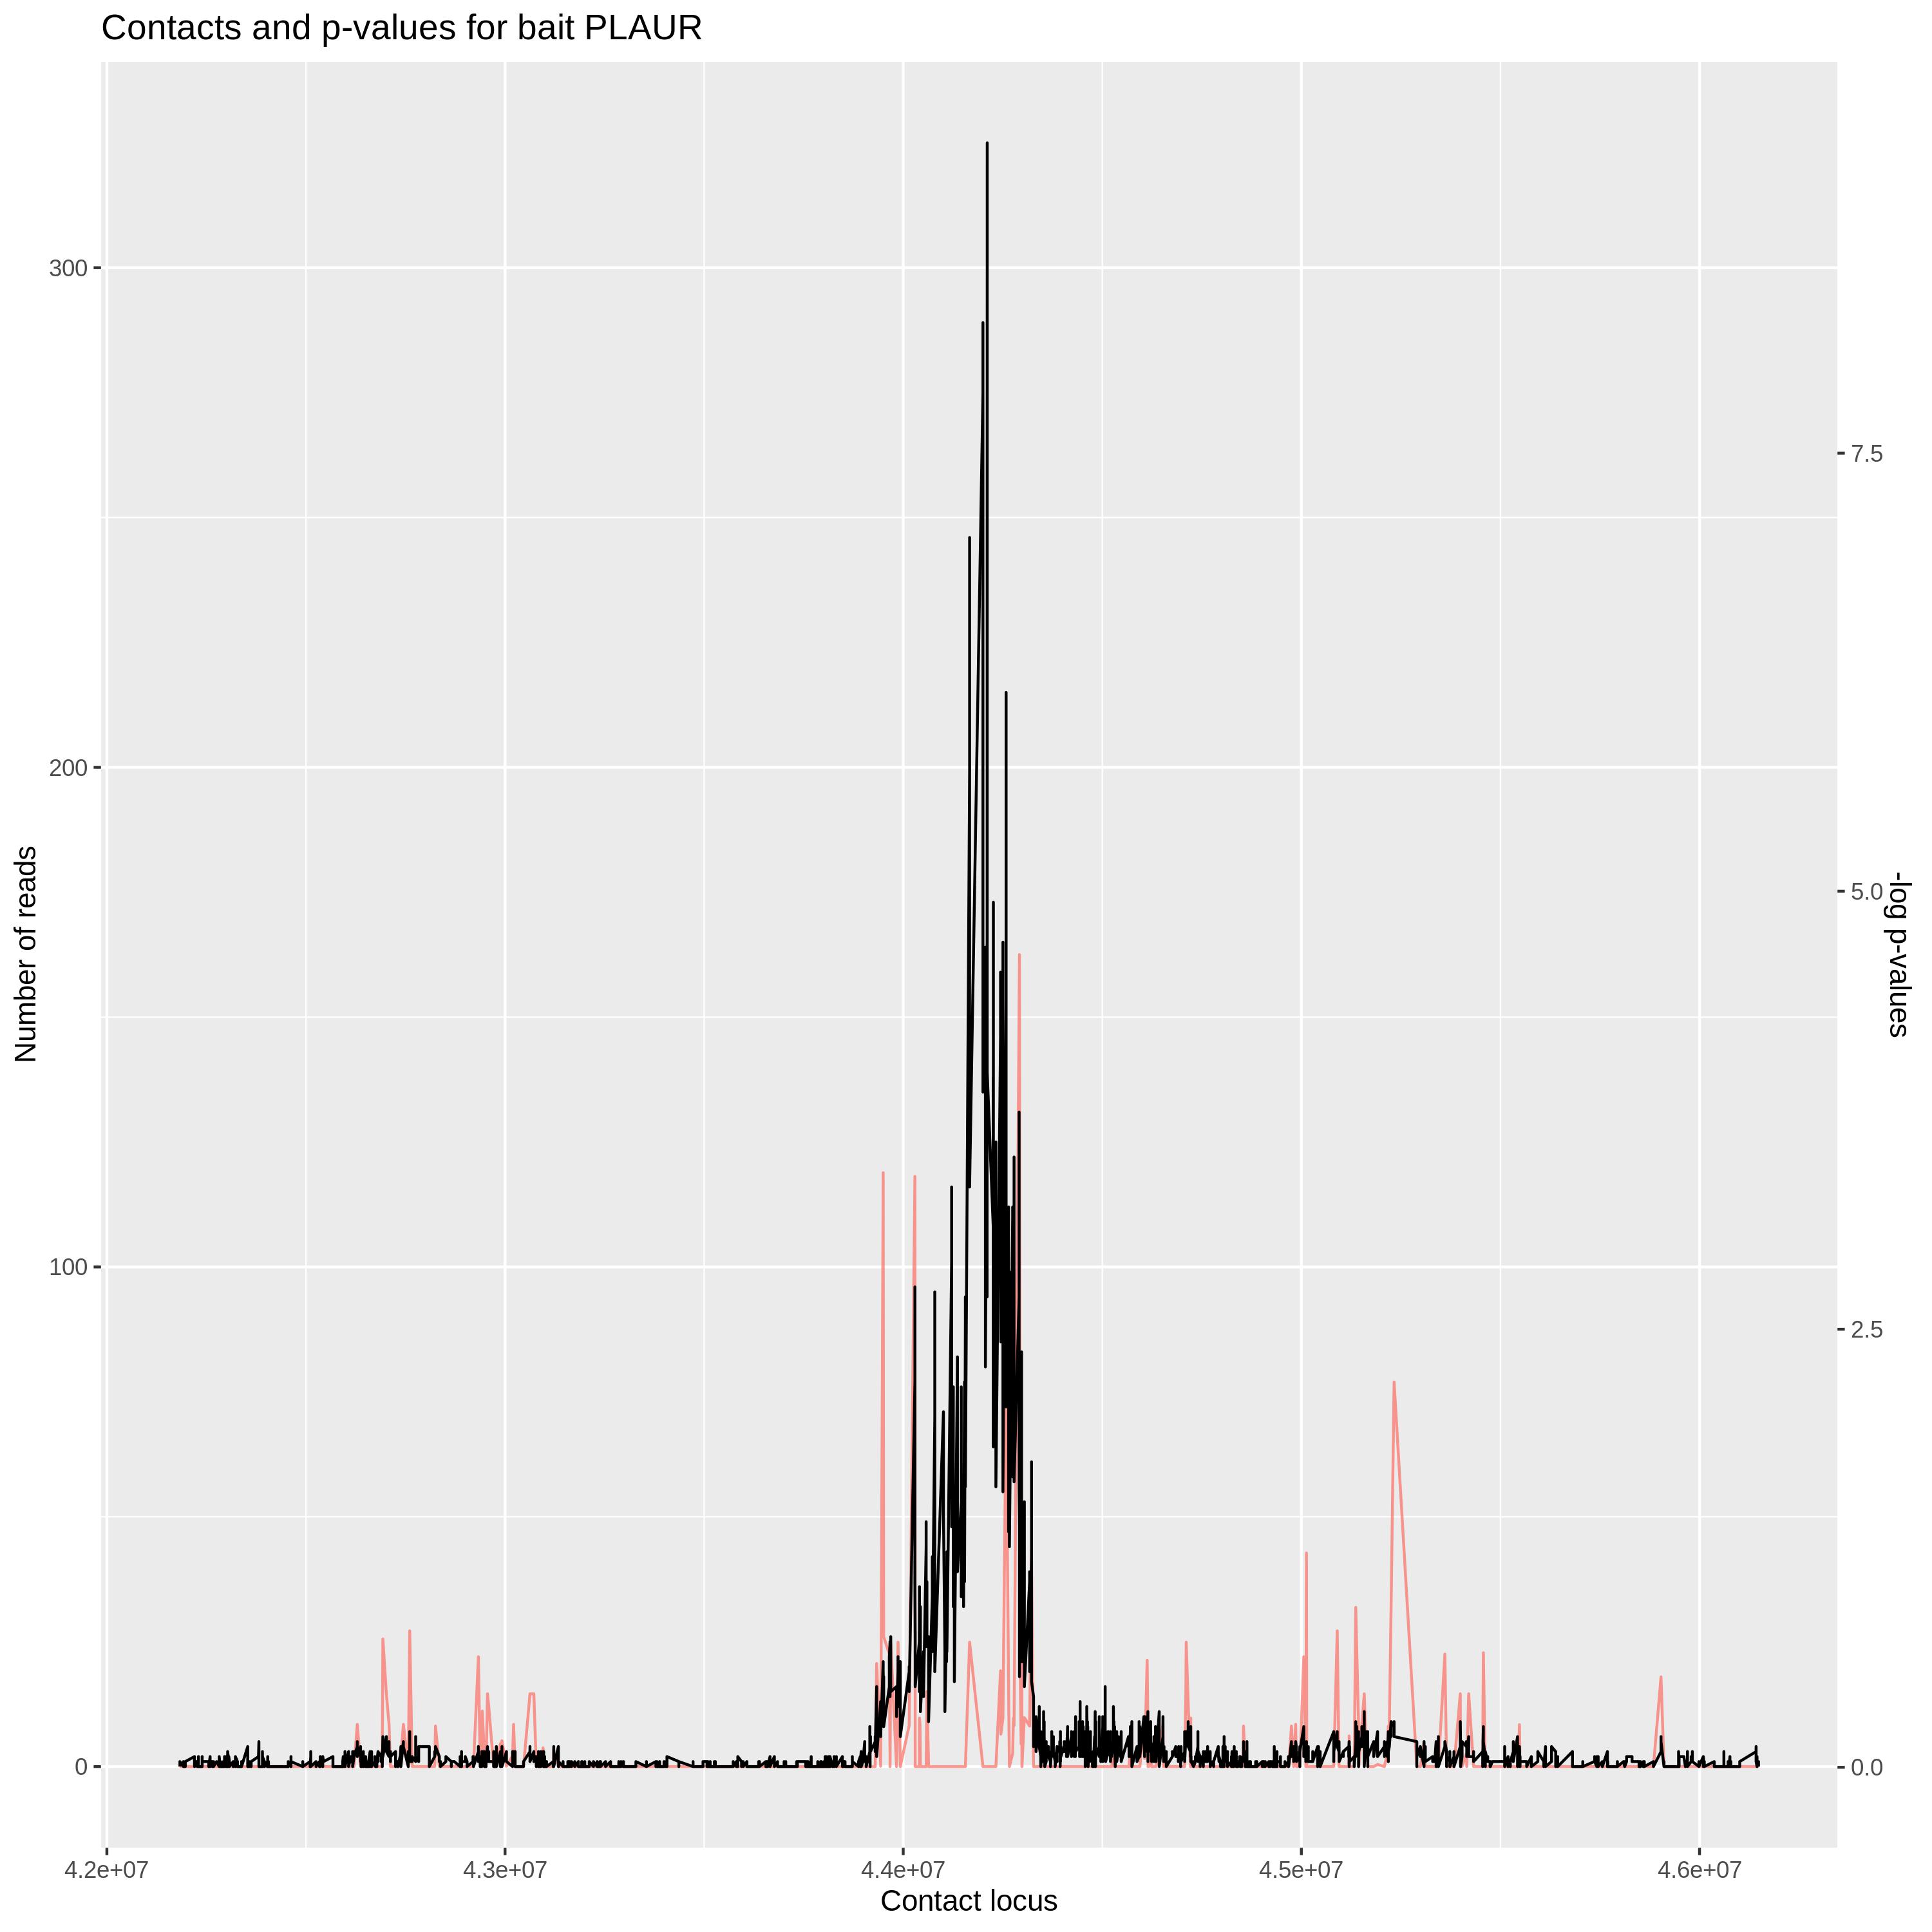 Contacts and p-values for bait PLAUR
Number of reads
300
200
100
0
7.5
5.0
2.5
0.0
-log p-values
4.2e+07 4.3e+07 4.4e+07 4.5e+07 4.6e+07
Contact locus